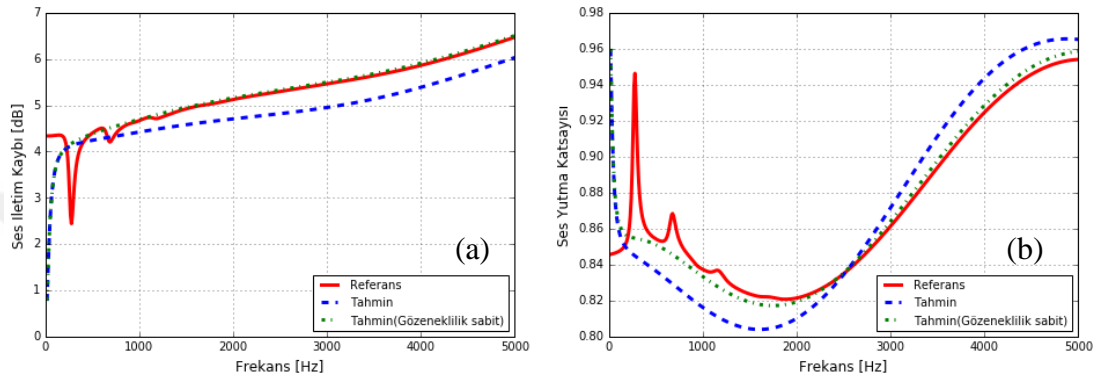 7
6
5
4
3
2
1
0
Ses Iletim Kaybı [dB]
0
1000
2000
3000
4000
5000
Frekans [Hz]
(a)
Referans
Tahmin
Tahmin(Gözeneklilik sabit)
0.98
0.96
0.94
0.92
0.90
0.88
0.86
0.84
0.82
0.80
Ses Yutma Katsayısı
0
1000
2000
3000
4000
5000
Frekans [Hz]
(b)
Referans
Tahmin
Tahmin(Gözeneklilik sabit)